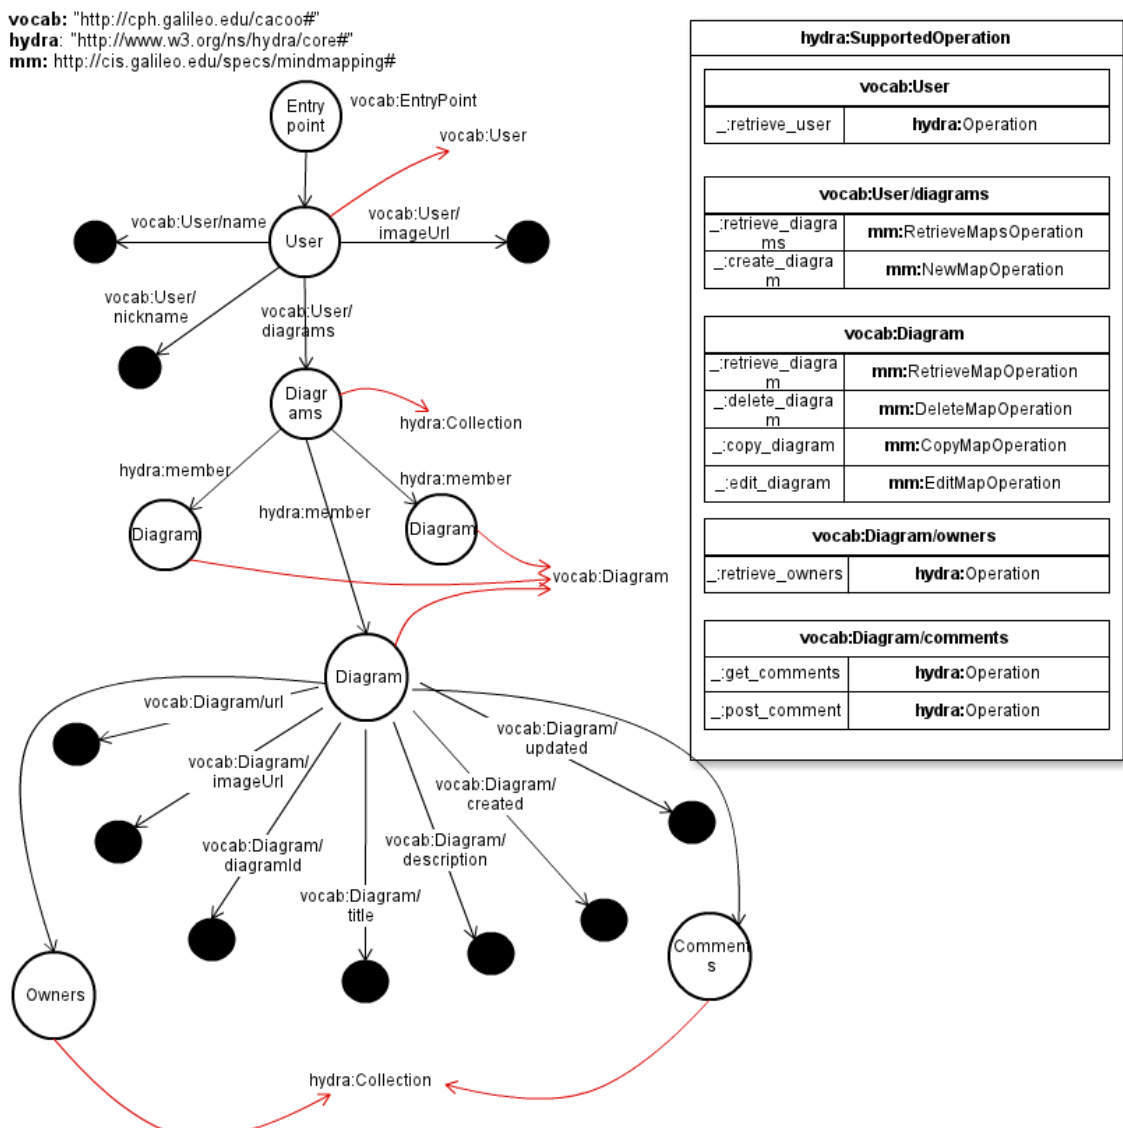 vocab: "http://cph.galileo.edu/cacoo#"
hydra: "http://www.w3.org/ns/hydra/core#"
mm: http://cis.galileo.edu/specs/mindmapping#
Entry
point
vocab:EntryPoint
vocab:User
vocab:User/name
User
vocab:User/
imageUrl
vocab:User/
nickname
vocab:User/
diagrams
Diagr
ams
hydra:Collection
hydra:member
hydra:member
hydra:member
Diagram
Diagram
vocab:Diagram
Diagram
vocab:Diagram/url
vocab:Diagram/
imageUrl
vocab:Diagram/
diagramId
vocab:Diagram/
title
vocab:Diagram/
description
vocab:Diagram/
created
vocab:Diagram/
updated
Owners
Commen
s
hydra:Collection
hydra:SupportedOperation
vocab:User
_:retrieve_user
hydra:Operation
vocab:User/diagrams
_:retrieve_diagra
ms
mm:RetrieveMapsOperation
_:create_diagra
m
mm:NewMapOperation
vocab:Diagram
_:retrieve_diagra
m
mm:RetrieveMapOperation
_:delete_diagra
m
mm:DeleteMapOperation
_:copy_diagram
mm:CopyMapOperation
_:edit_diagram
mm:EditMapOperation
vocab:Diagram/owners
_:retrieve_owners
hydra:Operation
vocab:Diagram/comments
_:get_comments
hydra:Operation
_:post_comment
hydra:Operation